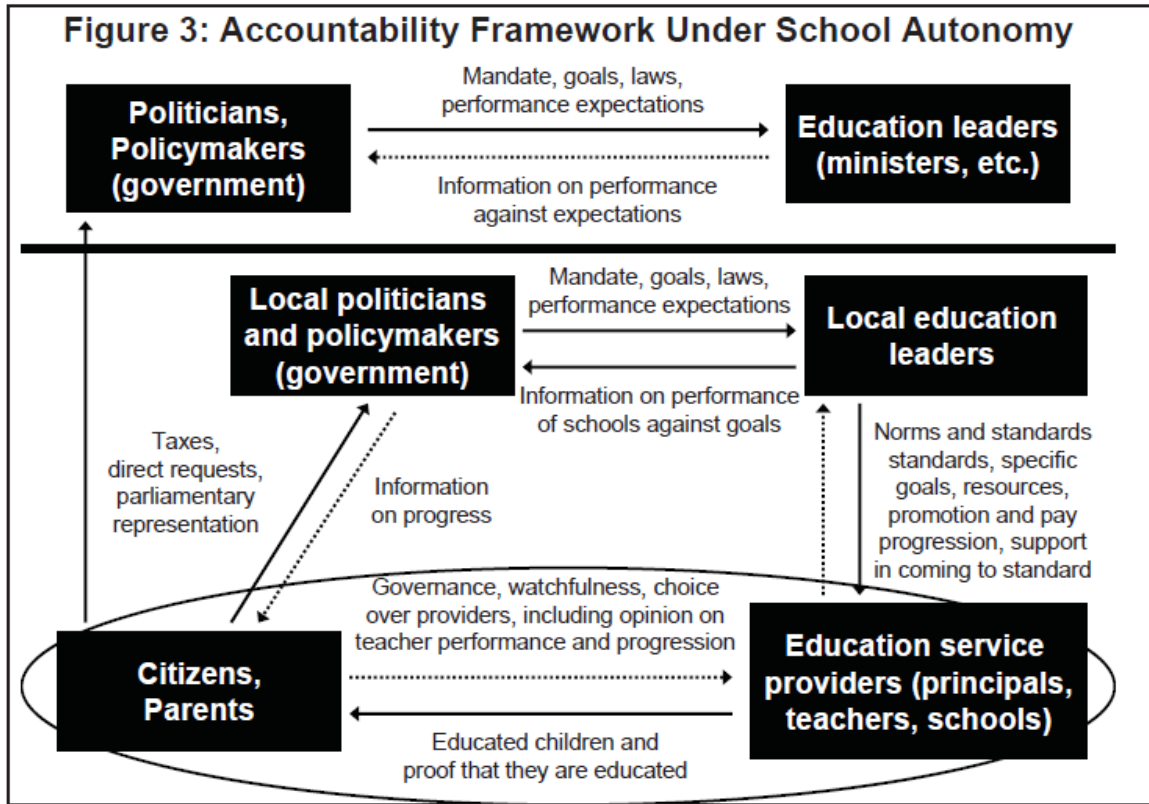 Figure 3: Accountability Framework Under School Autonomy
Mandate, goals, laws,
performance expectations
Politicians,
Policymakers
(government)
Education leaders
(ministers, etc.)
Information on performance
against expectations
Mandate, goals, laws,
performance expectations
Local politicians
and policymakers
(government)
Local education
leaders
Information on performance
of schools against goals
Taxes,
direct requests,
parliamentary
representation
Information
on progress
Norms and standards
standards, specific
goals, resources,
promotion and pay
progression, support
in coming to standard
Governance, watchfulness, choice
over providers, including opinion on
teacher performance and progression
Citizens,
Parents
Education service
providers (principals,
teachers, schools)
Educated children and
proof that they are educated